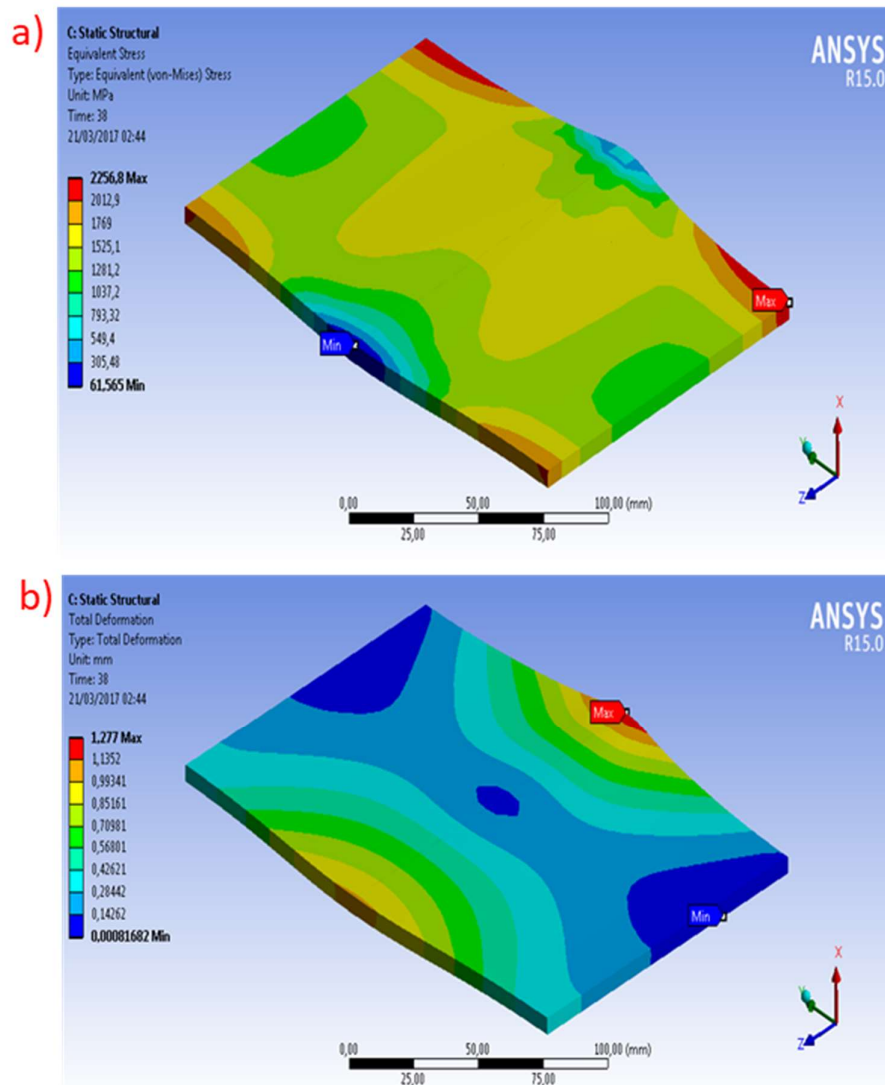 a)
C: Static Structural
Equivalent Stress
Type: Equivalent (von-Mises) Stress
Unit: MPa
Time: 38
21/03/2017 02:44
ANSYS
R15.0
2256,8 Max
2012,9
1769
1525,1
1281,2
1037,2
793,32
549,4
305,48
61,565 Min
Max
Min
X
Y
Z
0,00 50,00 100,00 (mm)
25,00 75,00
b)
C: Static Structural
Total Deformation
Type: Total Deformation
Unit: mm
Time: 38
21/03/2017 02:44
ANSYS
R15.0
1,277 Max
1,1352
0,99341
0,85161
0,70981
0,56801
0,42621
0,28442
0,14262
0,00081682 Min
Max
Min
X
Y
Z
0,00 50,00 100,00 (mm)
25,00 75,00